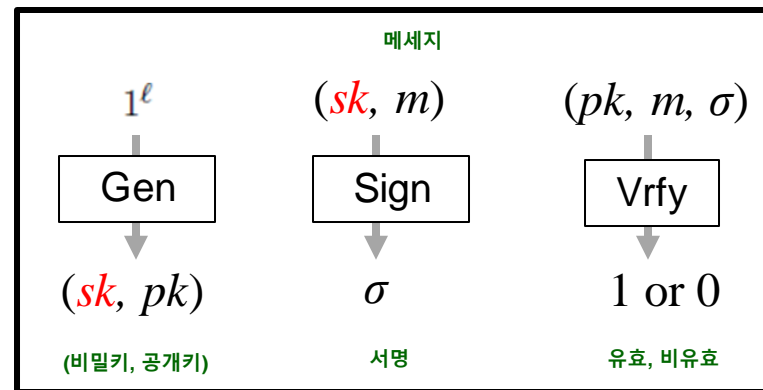 메세지
1^ℓ
(sk, m)
(pk, m, σ)
Gen
Sign
Vrfy
(sk, pk)
σ
1 or 0
(비밀키, 공개키)
서명
유효, 비유효